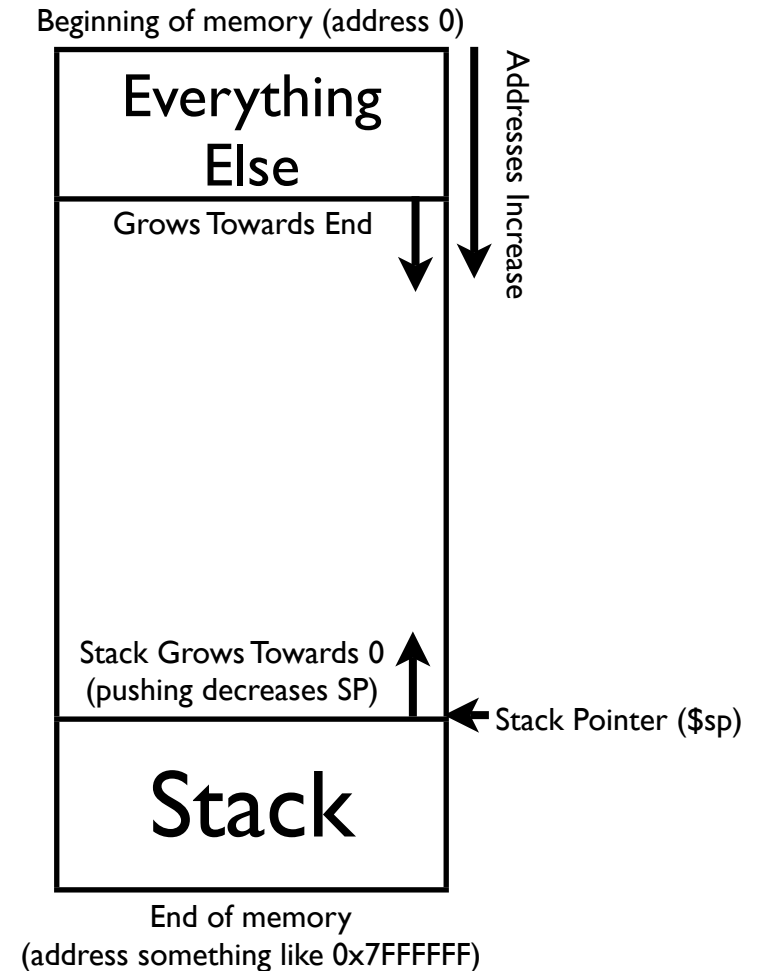 Beginning of memory (address 0)
Everything
Else
Addresses Increase
Grows Towards End
Stack Grows Towards 0
(pushing decreases SP)
Stack Pointer ($sp)
Stack
End of memory
(address something like 0x7FFFFFF)